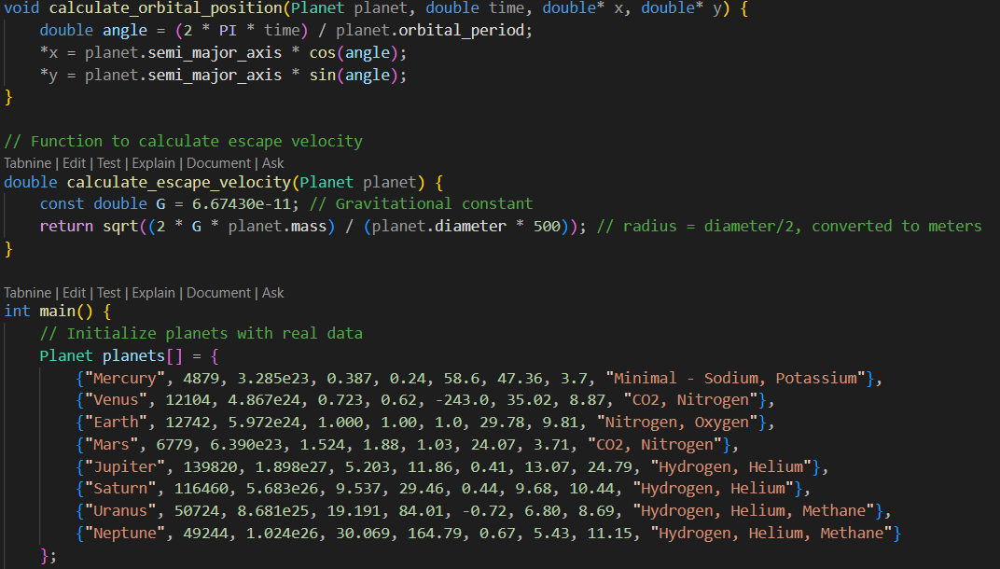 void calculate_orbital_position(Planet planet, double time, double* x, double* y) {
    double angle = (2 * PI * time) / planet.orbital_period;
    *x = planet.semi_major_axis * cos(angle);
    *y = planet.semi_major_axis * sin(angle);
}
// Function to calculate escape velocity
Tabnine | Edit | Test | Explain | Document | Ask
double calculate_escape_velocity(Planet planet) {
    const double G = 6.67430e-11; // Gravitational constant
    return sqrt((2 * G * planet.mass) / (planet.diameter * 500)); // radius = diameter/2, converted to meters
}
Tabnine | Edit | Test | Explain | Document | Ask
int main() {
    // Initialize planets with real data
    Planet planets[] = {
        {"Mercury", 4879, 3.285e23, 0.387, 0.24, 58.6, 47.36, 3.7, "Minimal - Sodium, Potassium"},
        {"Venus", 12104, 4.867e24, 0.723, 0.62, -243.0, 35.02, 8.87, "CO2, Nitrogen"},
        {"Earth", 12742, 5.972e24, 1.000, 1.00, 1.0, 29.78, 9.81, "Nitrogen, Oxygen"},
        {"Mars", 6779, 6.390e23, 1.524, 1.88, 1.03, 24.07, 3.71, "CO2, Nitrogen"},
        {"Jupiter", 139820, 1.898e27, 5.203, 11.86, 0.41, 13.07, 24.79, "Hydrogen, Helium"},
        {"Saturn", 116460, 5.683e26, 9.537, 29.46, 0.44, 9.68, 10.44, "Hydrogen, Helium"},
        {"Uranus", 50724, 8.681e25, 19.191, 84.01, -0.72, 6.80, 8.69, "Hydrogen, Helium, Methane"},
        {"Neptune", 49244, 1.024e26, 30.069, 164.79, 0.67, 5.43, 11.15, "Hydrogen, Helium, Methane"}
    };